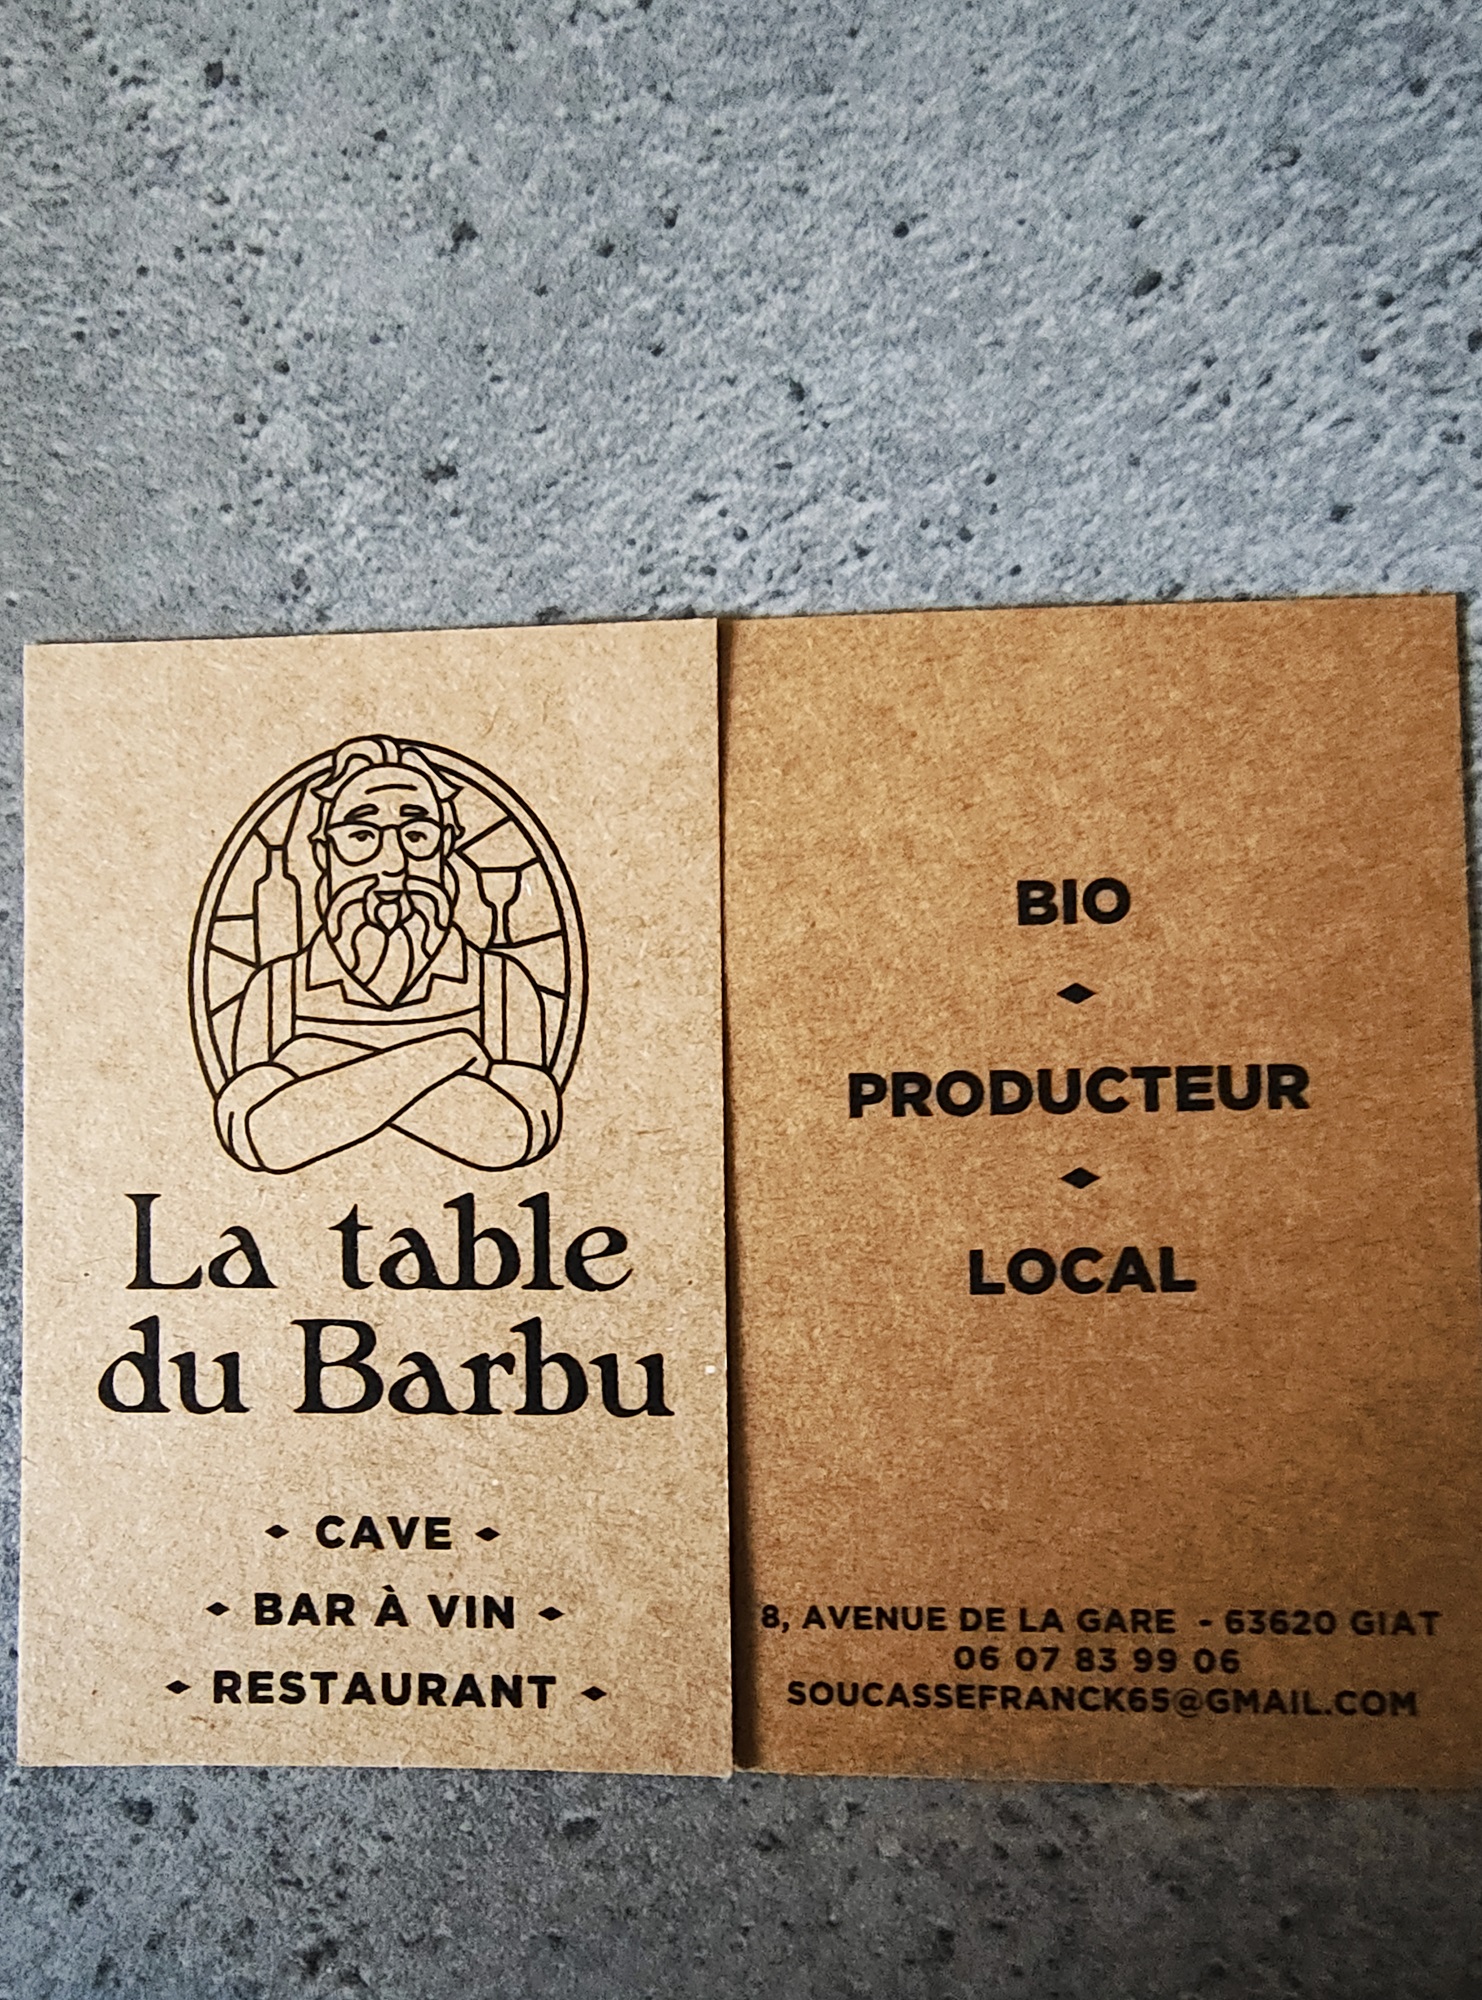 La table
du Barbu
CAVE
BAR À VIN
RESTAURANT
BIO
PRODUCTEUR
LOCAL
8, AVENUE DE LA GARE - 63620 GIAT
06 07 83 99 06
SOUCASSEFRANCK65@GMAIL.COM